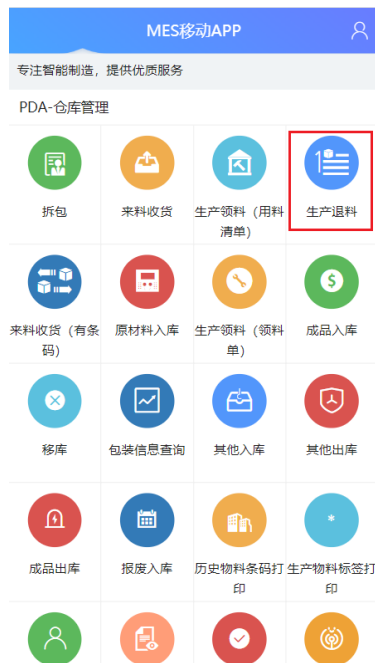 MES移动APP
专注智能制造，提供优质服务
PDA-仓库管理
拆包
来料收货
生产领料（用料
清单）
生产退料
来料收货（有条
码）
原材料入库
生产领料（领料
单）
成品入库
移库
包装信息查询
其他入库
其他出库
成品出库
报废入库
历史物料条码打
印
生产物料标签打
印